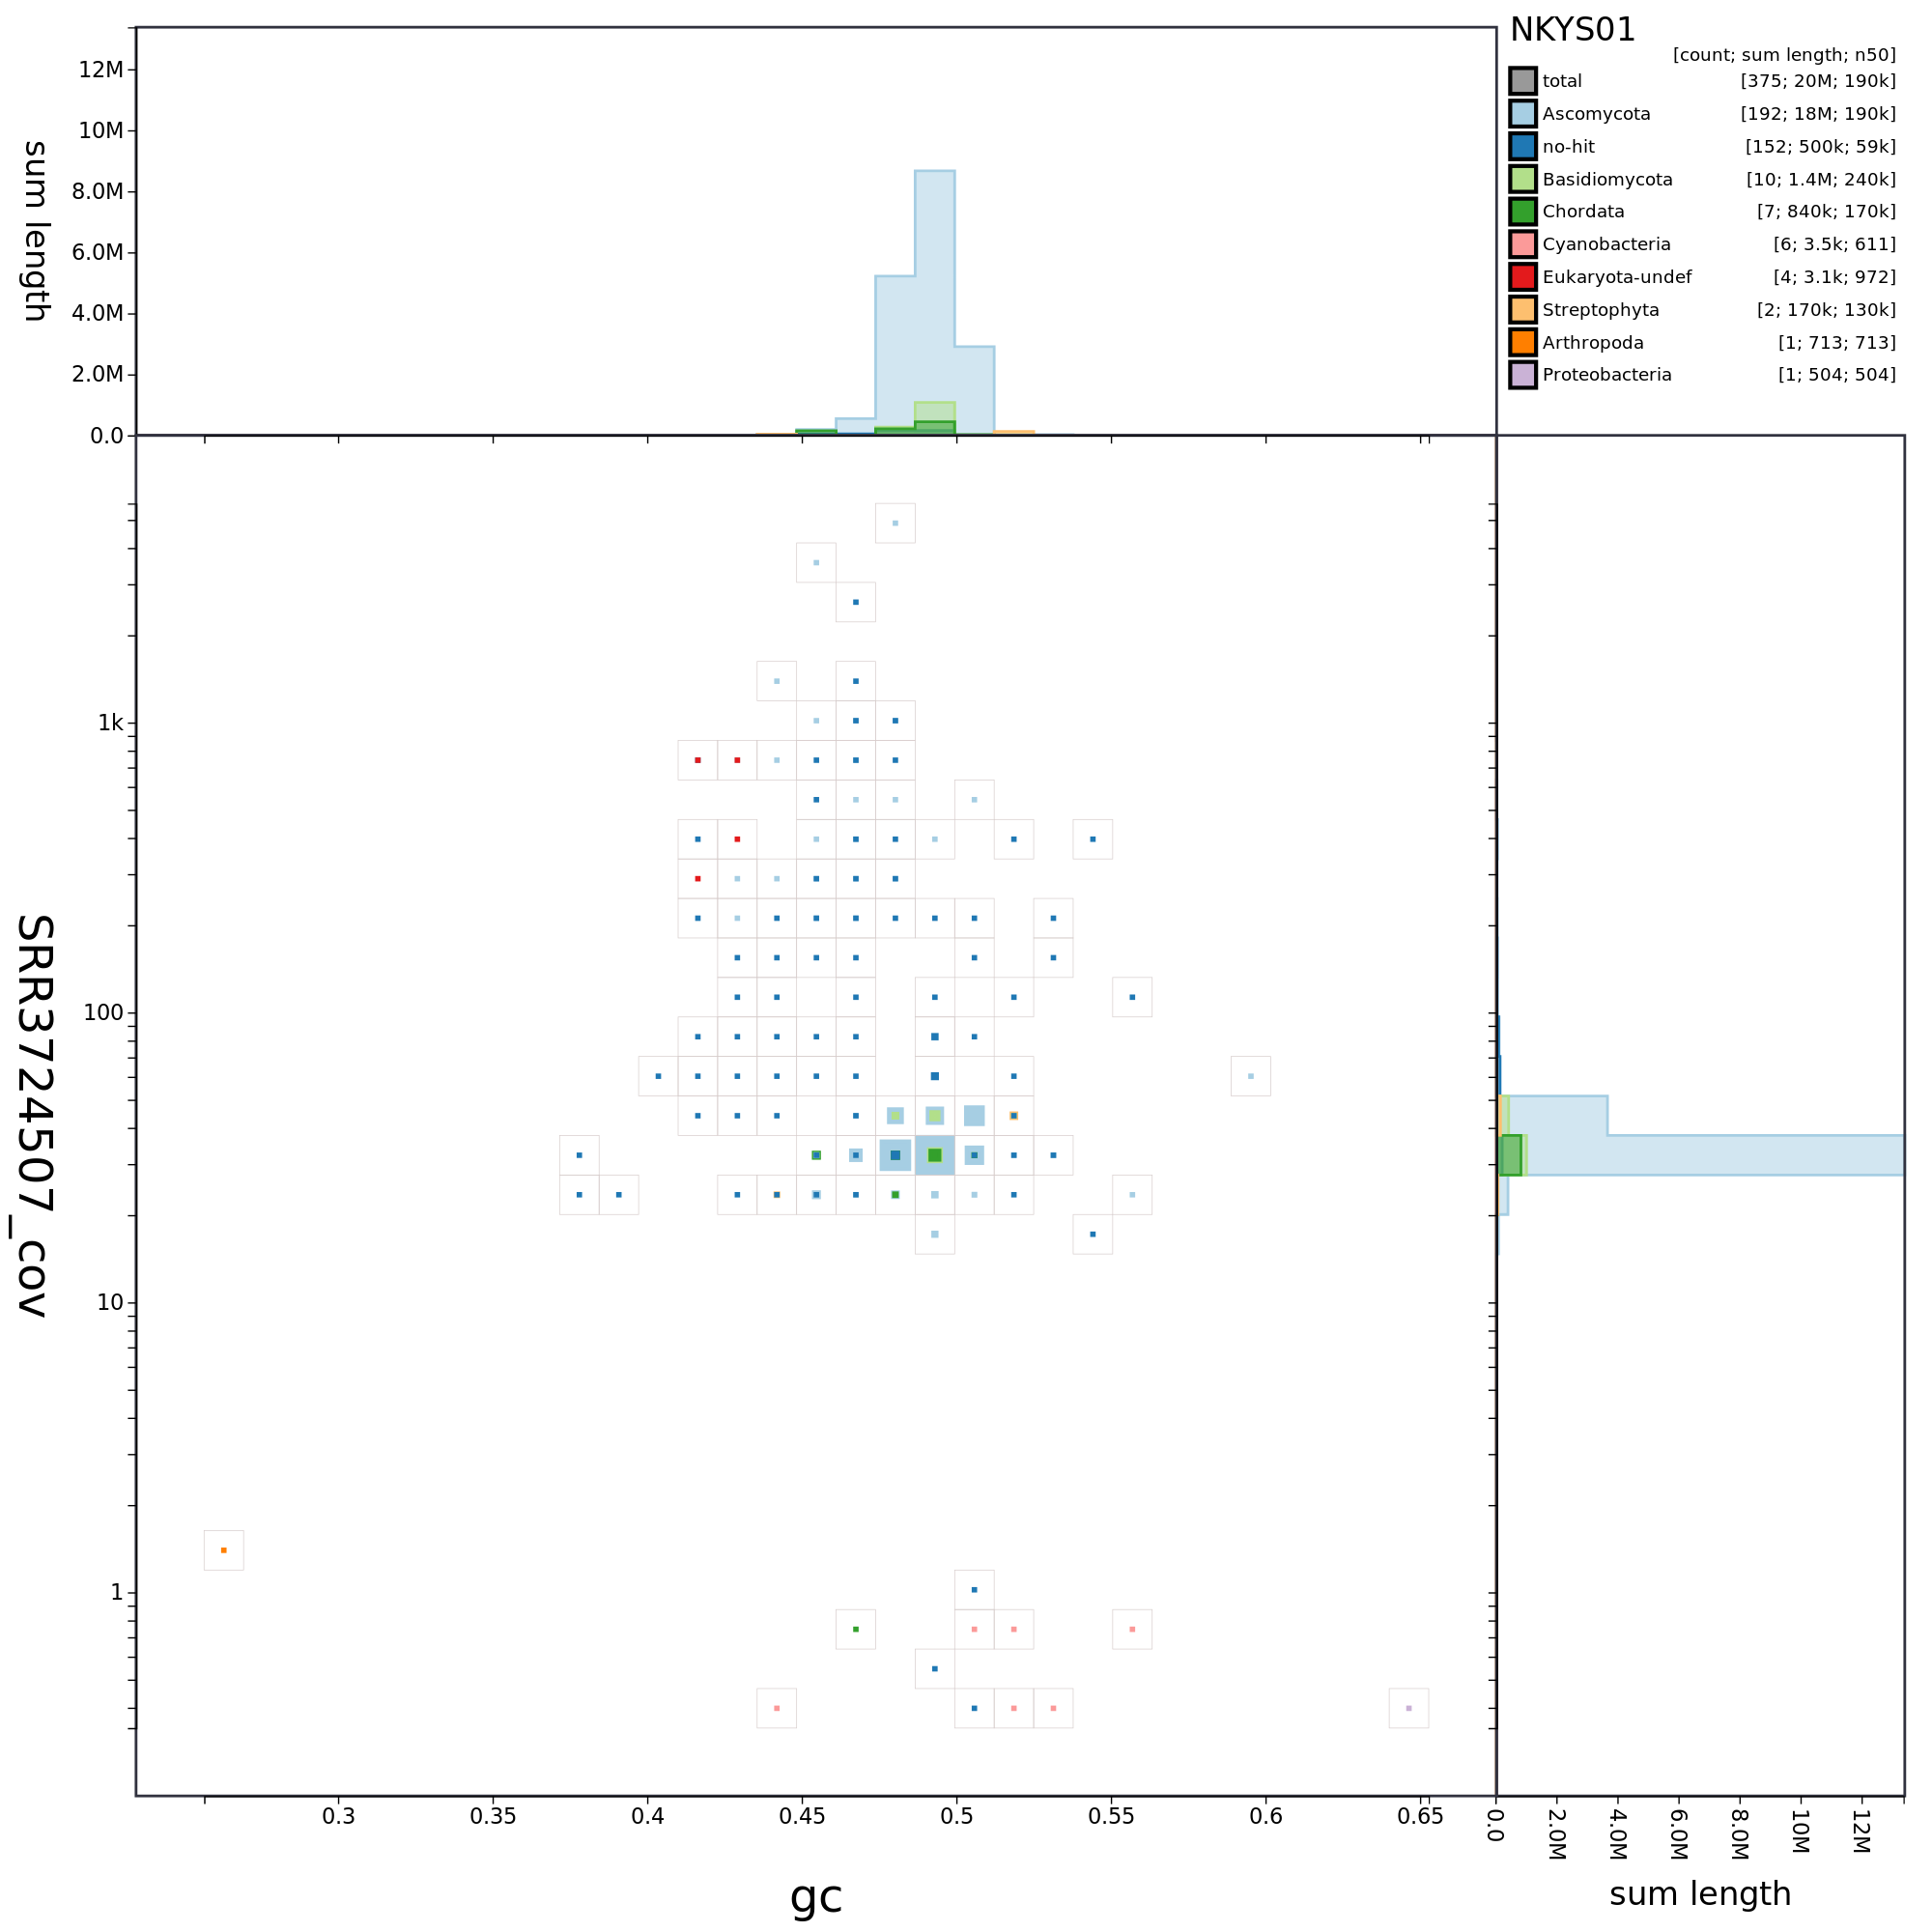 NKYS01
[count; sum length; n50]
total [375; 20M; 190k]
Ascomycota [192; 18M; 190k]
no-hit [152; 500k; 59k]
Basidiomycota [10; 1.4M; 240k]
Chordata [7; 840k; 170k]
Cyanobacteria [6; 3.5k; 611]
Eukaryota-undef [4; 3.1k; 972]
Streptophyta [2; 170k; 130k]
Arthropoda [1; 713; 713]
Proteobacteria [1; 504; 504]
sum length
12M
10M
8.0M
6.0M
4.0M
2.0M
0.0
SRR3724507_cov
1k
100
10
1
0.3 0.35 0.4 0.45 0.5 0.55 0.6 0.65
gc
0.0 2.0M 4.0M 6.0M 8.0M 10M 12M
sum length